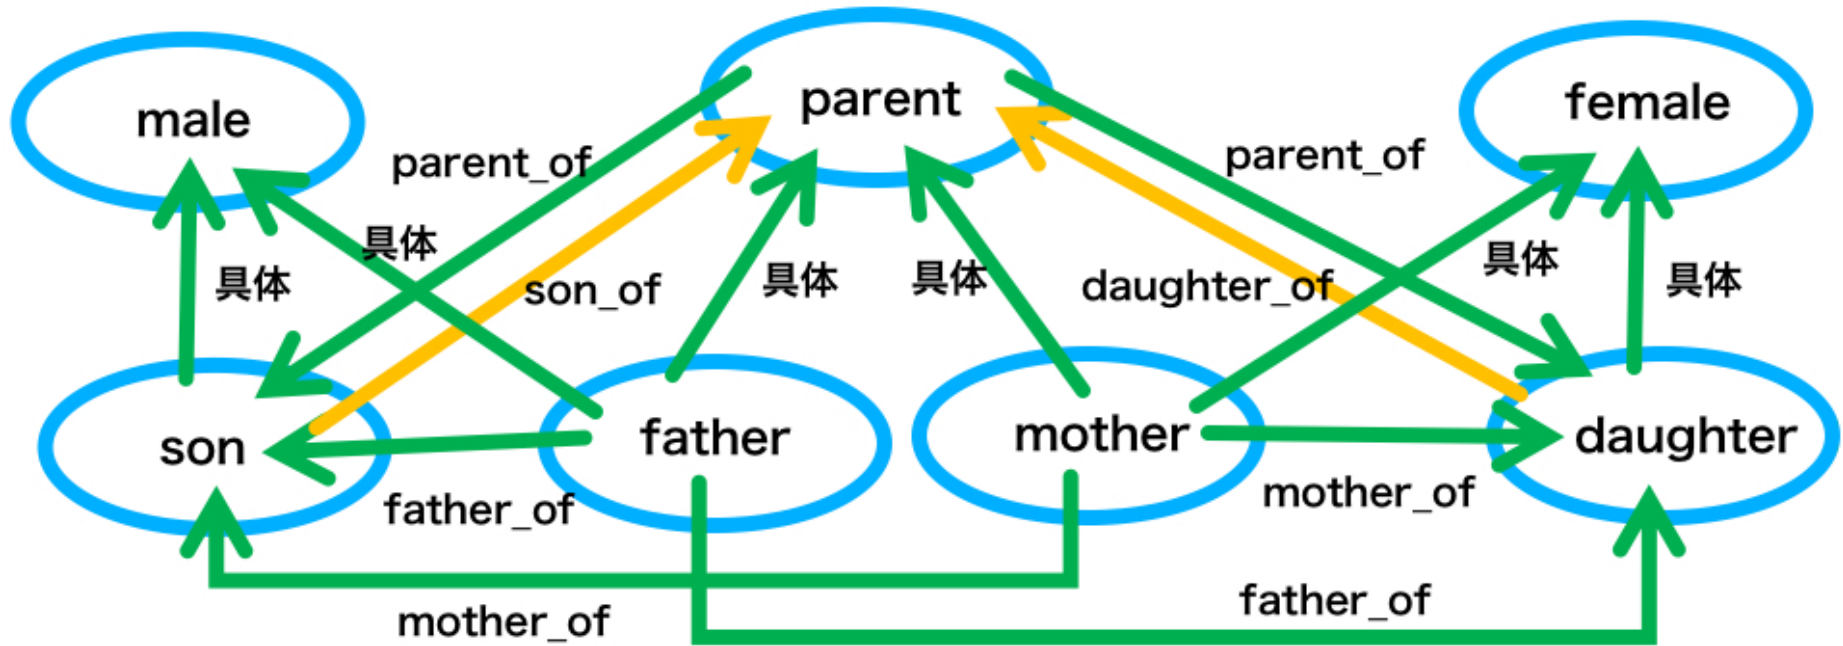 male
parent
female
parent_of
parent_of
具体
具体
son_of
具体
具体
daughter_of
具体
具体
son
father
mother
daughter
father_of
mother_of
mother_of
father_of